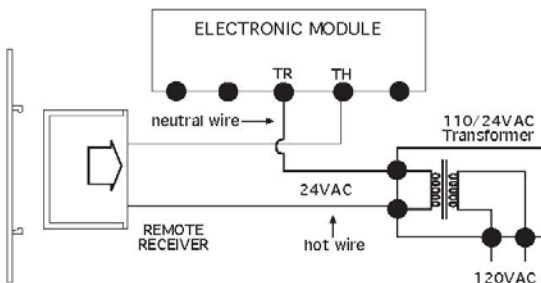 ELECTRONIC MODULE
TR TH
neutral wire
110/24VAC
Transformer
24VAC
REMOTE
RECEIVER
hot wire
120VAC